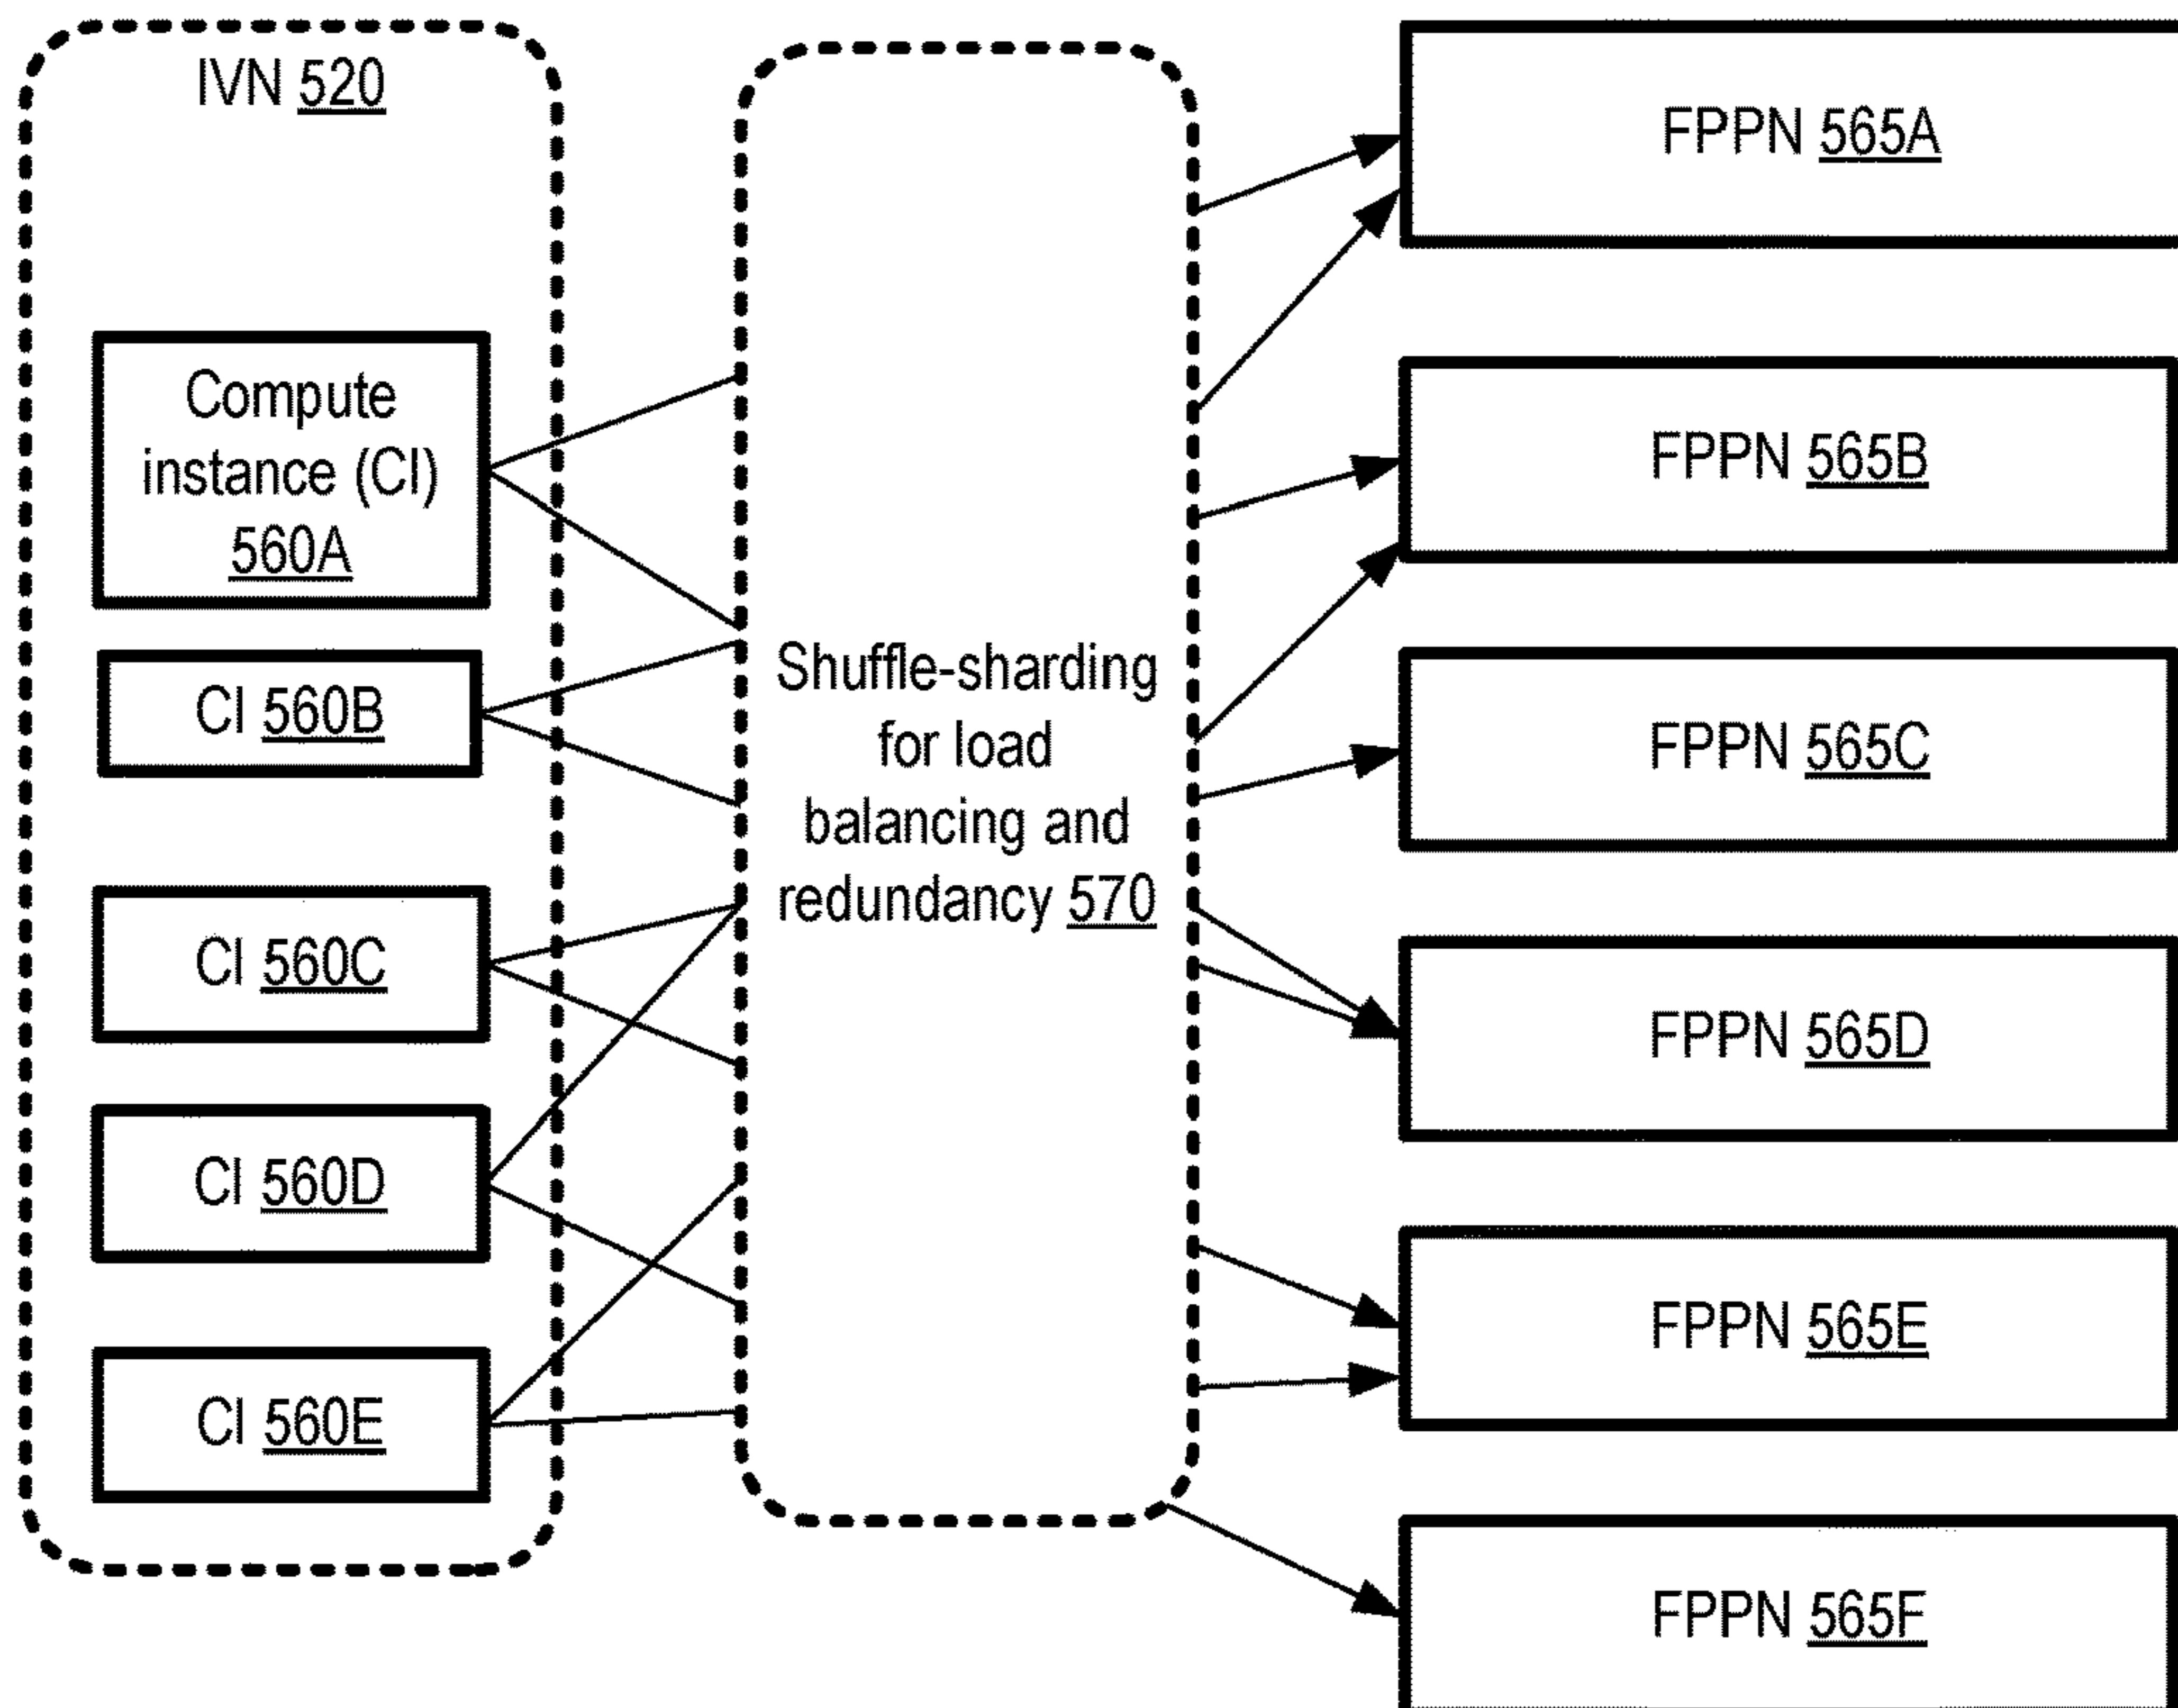 IVN 520
Compute
instance (CI)
560A
CI 560B
CI 560C
CI 560D
CI 560E
Shuffle-sharding
for load
balancing and
redundancy 570
FPPN 565A
FPPN 565B
FPPN 565C
FPPN 565D
FPPN 565E
FPPN 565F